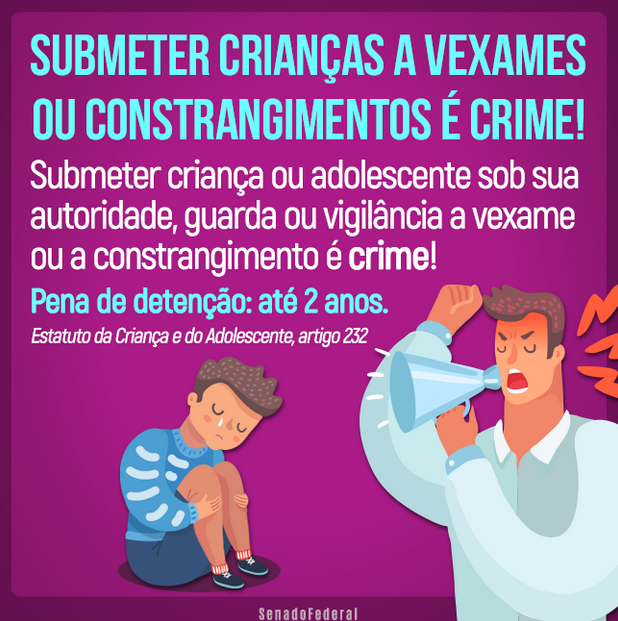 SUBMETER CRIANÇAS A VEXAMES
OU CONSTRANGIMENTOS É CRIME!
Submeter criança ou adolescente sob sua
autoridade, guarda ou vigilância a vexame
ou a constrangimento é crime!
Pena de detenção: até 2 anos.
Estatuto da Criança e do Adolescente, artigo 232
SenadoFederal